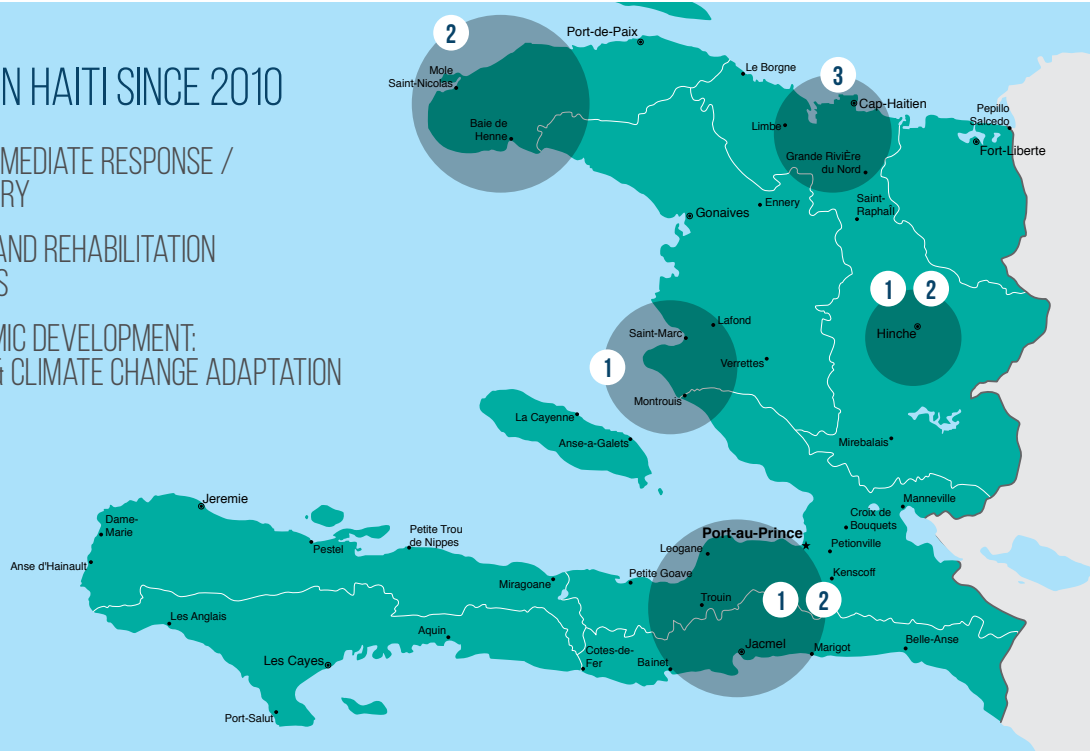 N HAITI SINCE 2010
MEDIATE RESPONSE /
RY
AND REHABILITATION
S
MIC DEVELOPMENT:
& CLIMATE CHANGE ADAPTATION
2
Port-de-Paix
Mole
Saint-Nicolas
Le Borgne
3
Cap-Haitien
Pepillo
Salcedo
Baie de
Henne
Limbe
Fort-Liberte
Grande RiviÈre
du Nord
Ennery
Saint-
Raphaîl
Gonaives
1
2
Hinche
Lafond
Saint-Marc
Verrettes
1
Montrouis
La Cayenne
Anse-a-Galets
Mirebalais
Jeremie
Manneville
Dame-
Marie
Croix de
Bouquets
Petite Trou
de Nippes
Port-au-Prince
Pestel
Leogane
Petionville
Anse d'Hainault
Miragoane
Petite Goave
Kenscoff
Trouin
1
2
Les Anglais
Aquin
Jacmel
Belle-Anse
Marigot
Cotes-de-
Fer
Bainet
Les Cayes
Port-Salut